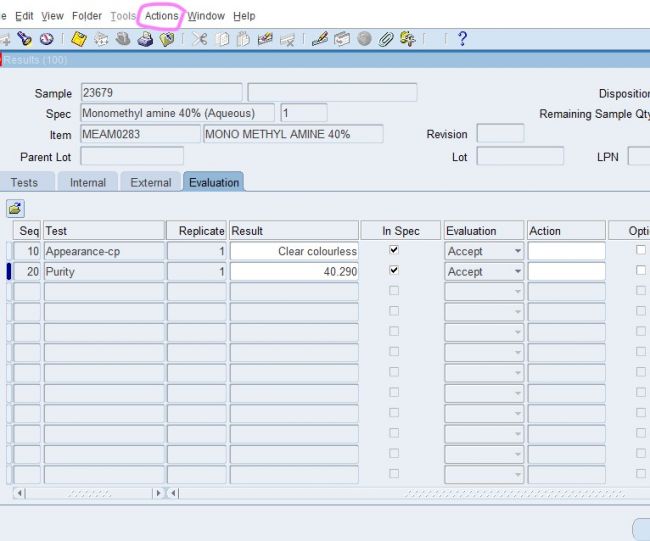 e Edit View Folder Tools Actions Window Help
Results (100)
Sample 23679 Disposition
Spec Monomethyl amine 40% (Aqueous) 1 Remaining Sample Qty
Item MEAM0283 MONO METHYL AMINE 40% Revision
Parent Lot Lot LPN
Tests Internal External Evaluation
Seq Test Replicate Result In Spec Evaluation Action Opti
10 Appearance-cp 1 Clear colourless Accept
20 Purity 1 40.290 Accept